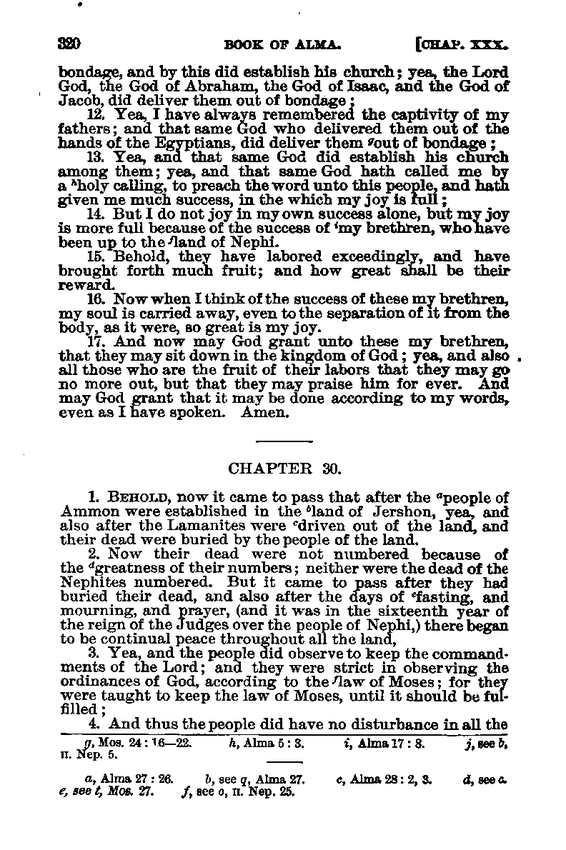 320 BOOK OF ALMA. [CHAP. XXX.
bondage, and by this did establish his church; yea, the Lord
God, the God of Abraham, the God of Isaac, and the God of
Jacob, did deliver them out of bondage;
12. Yea, I have always remembered the captivity of my
fathers; and that same God who delivered them out of the
hands of the Egyptians, did deliver them gout of bondage;
13. Yea, and that same God did establish his church
among them; yea, and that same God hath called me by
a hholy calling, to preach the word unto this people, and hath
given me much success, in the which my joy is full;
14. But I do not joy in my own success alone, but my joy
is more full because of the success of imy brethren, who have
been up to the jland of Nephi.
15. Behold, they have labored exceedingly, and have
brought forth much fruit; and how great shall be their
reward.
16. Now when I think of the success of these my brethren,
my soul is carried away, even to the separation of it from the
body, as it were, so great is my joy.
17. And now may God grant unto these my brethren,
that they may sit down in the kingdom of God; yea, and also
all those who are the fruit of their labors that they may go
no more out, but that they may praise him for ever. And
may God grant that it may be done according to my words,
even as I have spoken. Amen.
CHAPTER 30.
1. BEHOLD, now it came to pass that after the apeople of
Ammon were established in the bland of Jershon, yea, and
also after the Lamanites were cdriven out of the land, and
their dead were buried by the people of the land.
2. Now their dead were not numbered because of
the dgreatness of their numbers; neither were the dead of the
Nephites numbered. But it came to pass after they had
buried their dead, and also after the days of efasting, and
mourning, and prayer, (and it was in the sixteenth year of
the reign of the Judges over the people of Nephi,) there began
to be continual peace throughout all the land,
3. Yea, and the people did observe to keep the command-
ments of the Lord; and they were strict in observing the
ordinances of God, according to the flaw of Moses; for they
were taught to keep the law of Moses, until it should be ful-
filled;
4. And thus the people did have no disturbance in all the
g, Mos. 24:16—22. h, Alma 5:3. i, Alma 17:8. j, see b,
II. Nep. 5.
a, Alma 27:26. b, see q, Alma 27. c, Alma 28:2, 3. d, see c.
e, see t, Mos. 27. f, see o, II. Nep. 25.